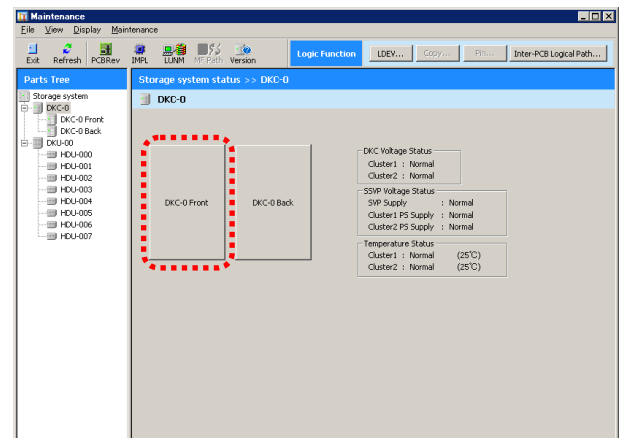 Maintenance
File View Display Maintenance
Exit Refresh PCBRev IMPL LUNM MF Path Version Logic Function LDEV... Copy... Pin... Inter-PCB Logical Path...
Parts Tree
Storage system status >> DKC-0
Storage system
DKC-0
DKC-0 Front
DKC-0 Back
DKU-00
HDU-000
HDU-001
HDU-002
HDU-003
HDU-004
HDU-005
HDU-006
HDU-007
DKC-0
DKC-0 Front
DKC-0 Back
DKC Voltage Status
Cluster1 : Normal
Cluster2 : Normal
SSVP Voltage Status
SVP Supply : Normal
Cluster1 PS Supply : Normal
Cluster2 PS Supply : Normal
Temperature Status
Cluster1 : Normal (25℃)
Cluster2 : Normal (25℃)